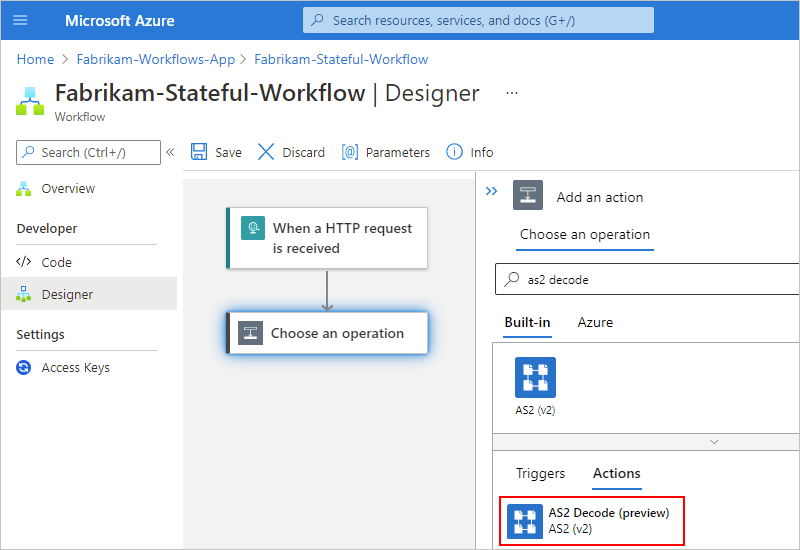 Microsoft Azure
Search resources, services, and docs (G+/)
Home > Fabrikam-Workflows-App > Fabrikam-Stateful-Workflow
Fabrikam-Stateful-Workflow | Designer ...
Workflow
Search (Ctrl+/) «
Save Discard [@] Parameters Info
Overview
Developer
</> Code
Designer
Settings
Access Keys
When a HTTP request
is received
Choose an operation
» Add an action
Choose an operation
as2 decode
Built-in Azure
AS2 (v2)
Triggers Actions
AS2 Decode (preview)
AS2 (v2)